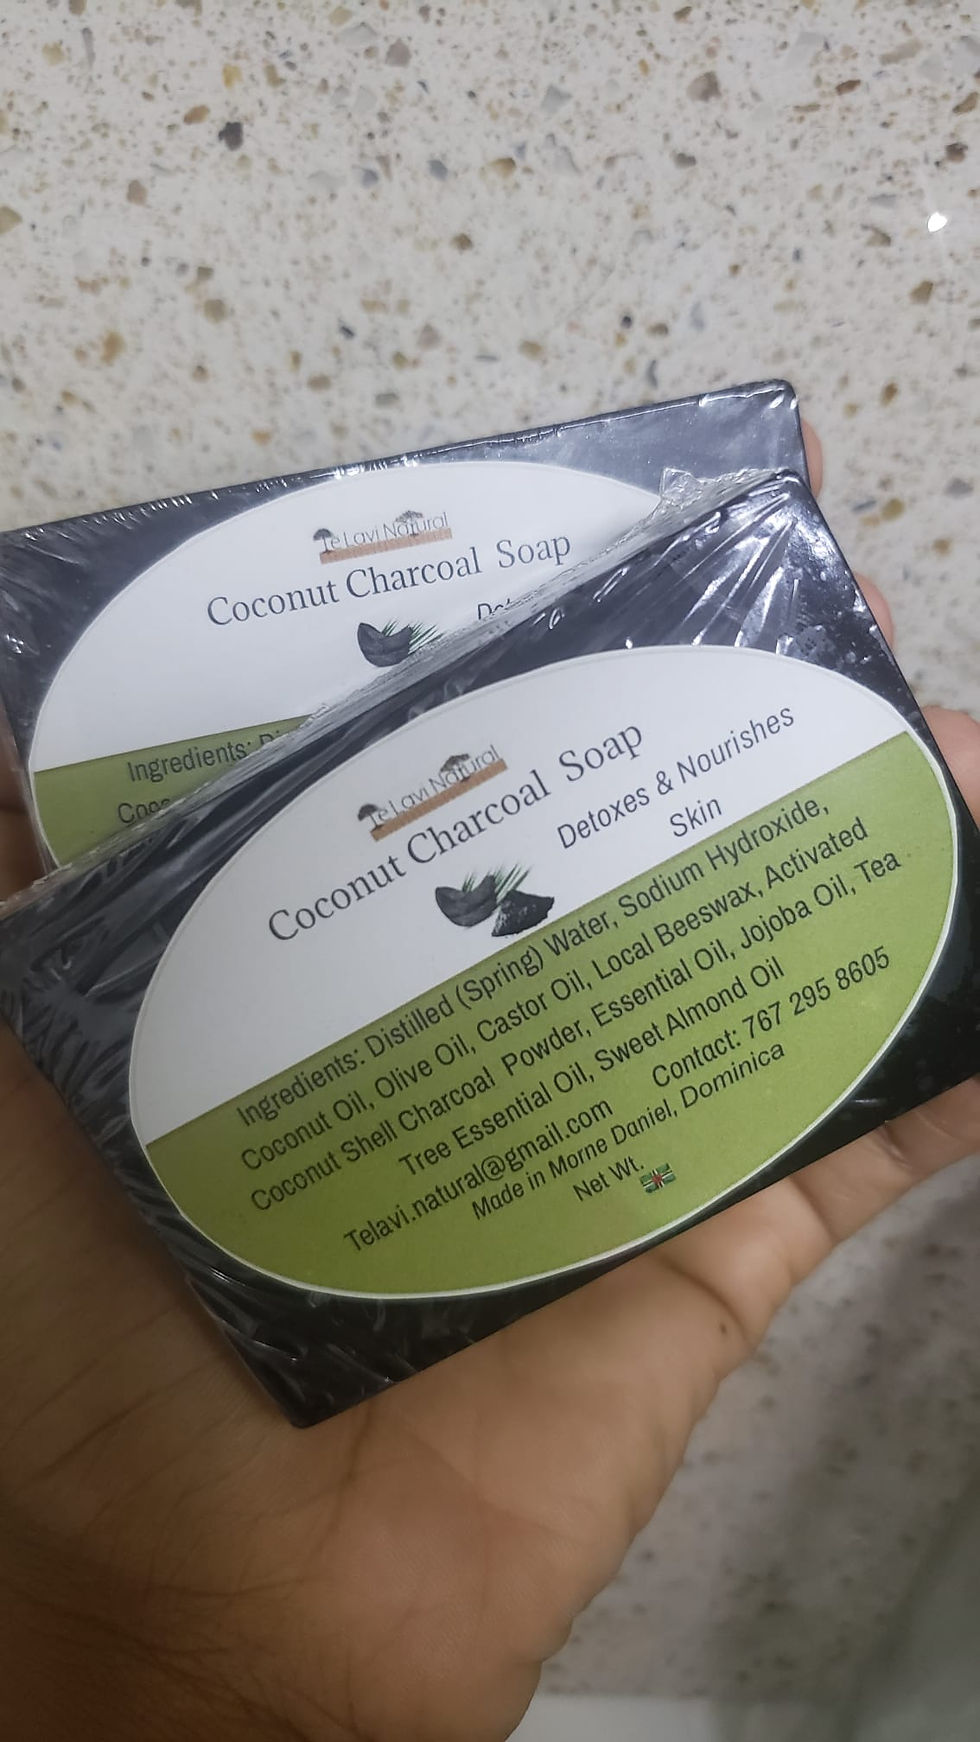 Te Lavi Natural
Coconut Charcoal Soap
Ingredients:
Te Lavi Natural
Coconut Charcoal Soap
Detoxes & Nourishes
Skin
Ingredients: Distilled (Spring) Water, Sodium Hydroxide,
Coconut Oil, Olive Oil, Castor Oil, Local Beeswax, Activated
Coconut Shell Charcoal Powder, Essential Oil, Jojoba Oil, Tea
Tree Essential Oil, Sweet Almond Oil
Telavi.natural@gmail.com Contact: 767 295 8605
Made in Morne Daniel, Dominica
Net Wt.